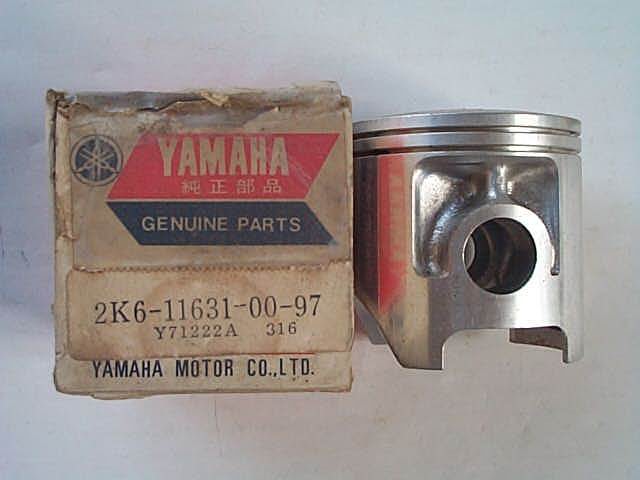 YAMAHA
純正部品
GENUINE PARTS
2K6-11631-00-97
Y71222A 316
YAMAHA MOTOR CO.,LTD.